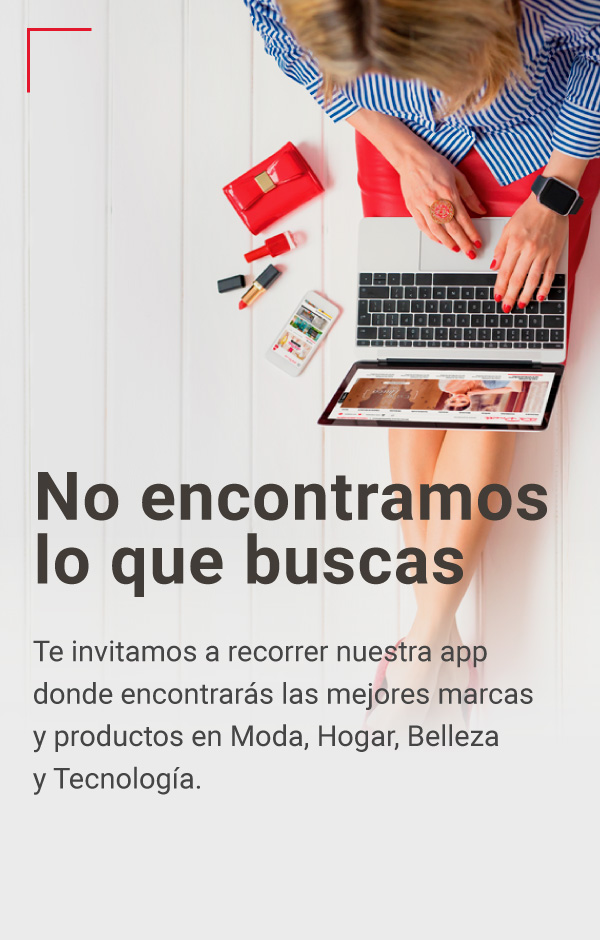 No encontramos
lo que buscas
Te invitamos a recorrer nuestra app
donde encontrarás las mejores marcas
y productos en Moda, Hogar, Belleza
y Tecnología.